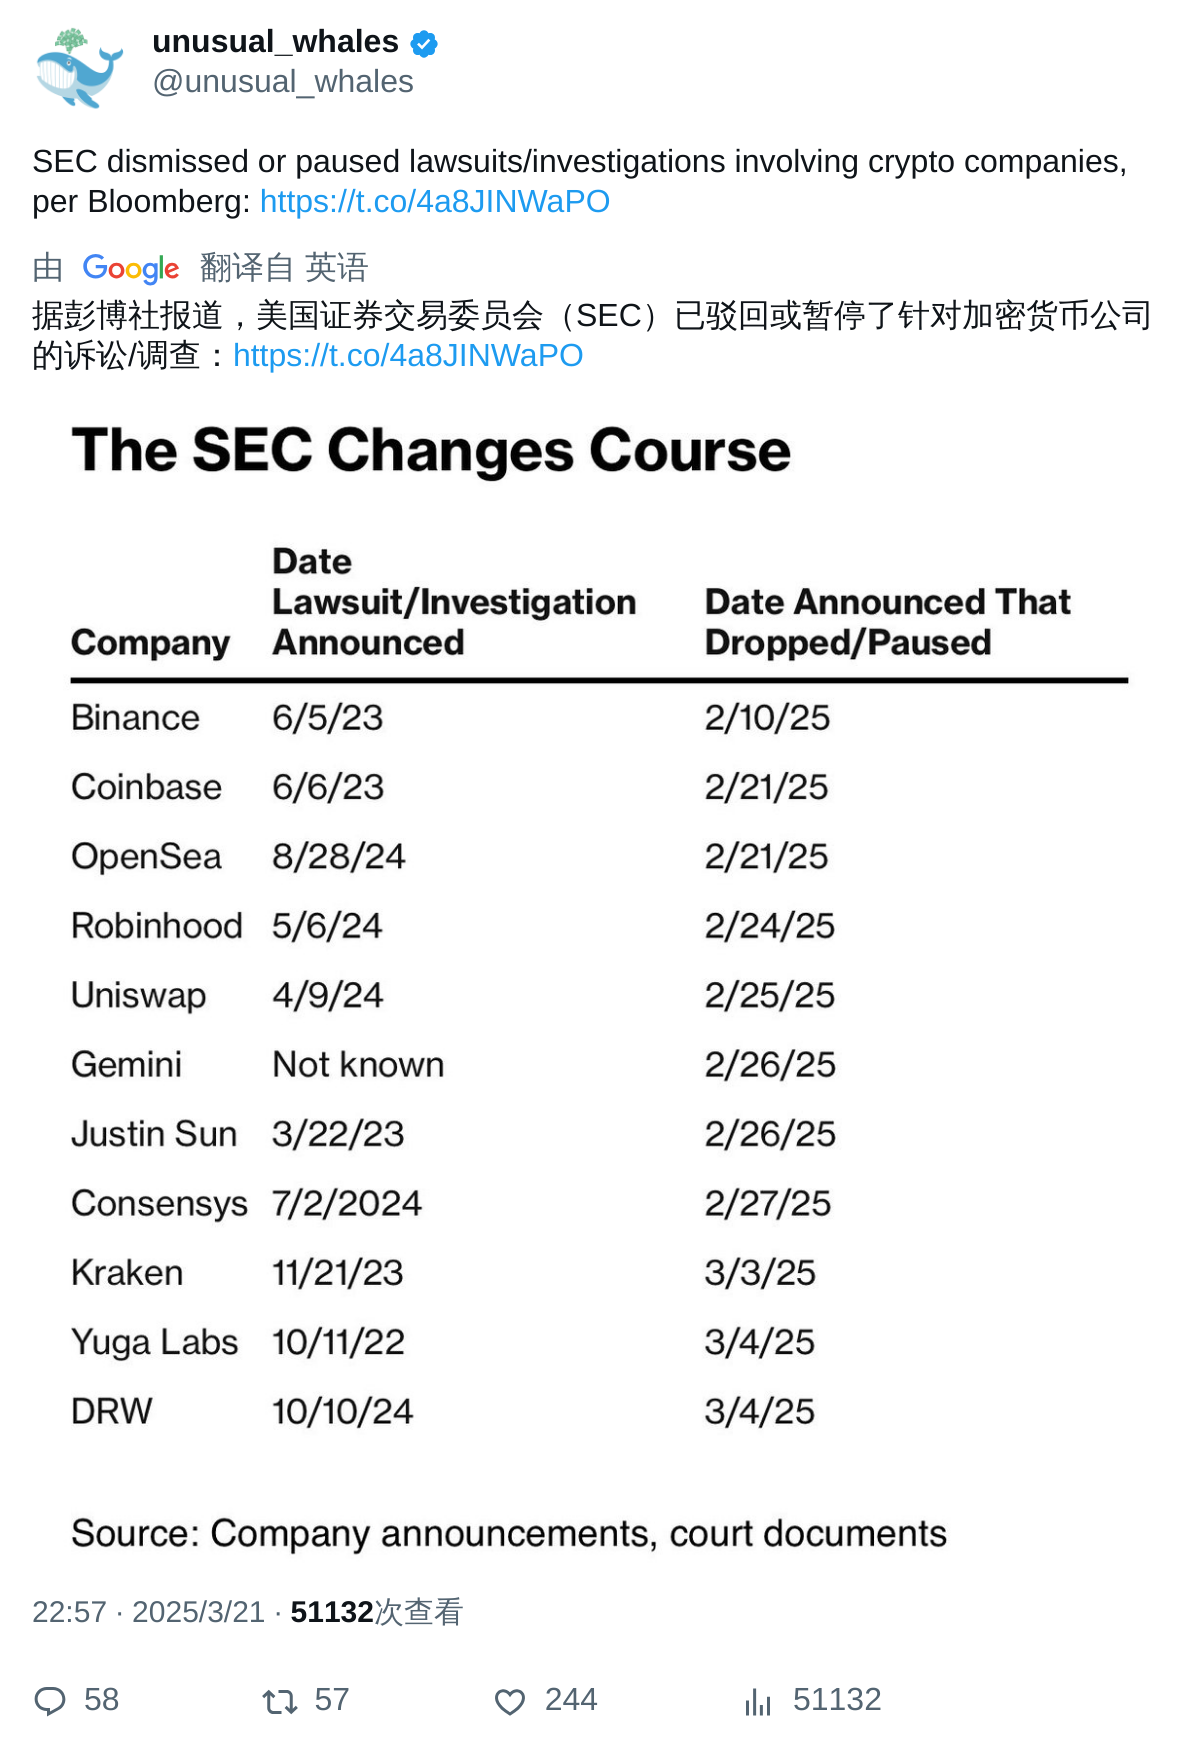 unusual_whales
@unusual_whales
SEC dismissed or paused lawsuits/investigations involving crypto companies,
per Bloomberg: https://t.co/4a8JINWaPO
由 Google 翻译自 英语
据彭博社报道，美国证券交易委员会（SEC）已驳回或暂停了针对加密货币公司
的诉讼/调查：https://t.co/4a8JINWaPO
The SEC Changes Course
Date
Lawsuit/Investigation Date Announced That
Company Announced Dropped/Paused
Binance 6/5/23 2/10/25
Coinbase 6/6/23 2/21/25
OpenSea 8/28/24 2/21/25
Robinhood 5/6/24 2/24/25
Uniswap 4/9/24 2/25/25
Gemini Not known 2/26/25
Justin Sun 3/22/23 2/26/25
Consensys 7/2/2024 2/27/25
Kraken 11/21/23 3/3/25
Yuga Labs 10/11/22 3/4/25
DRW 10/10/24 3/4/25
Source: Company announcements, court documents
22:57 · 2025/3/21 · 51132次查看
58 57 244 51132